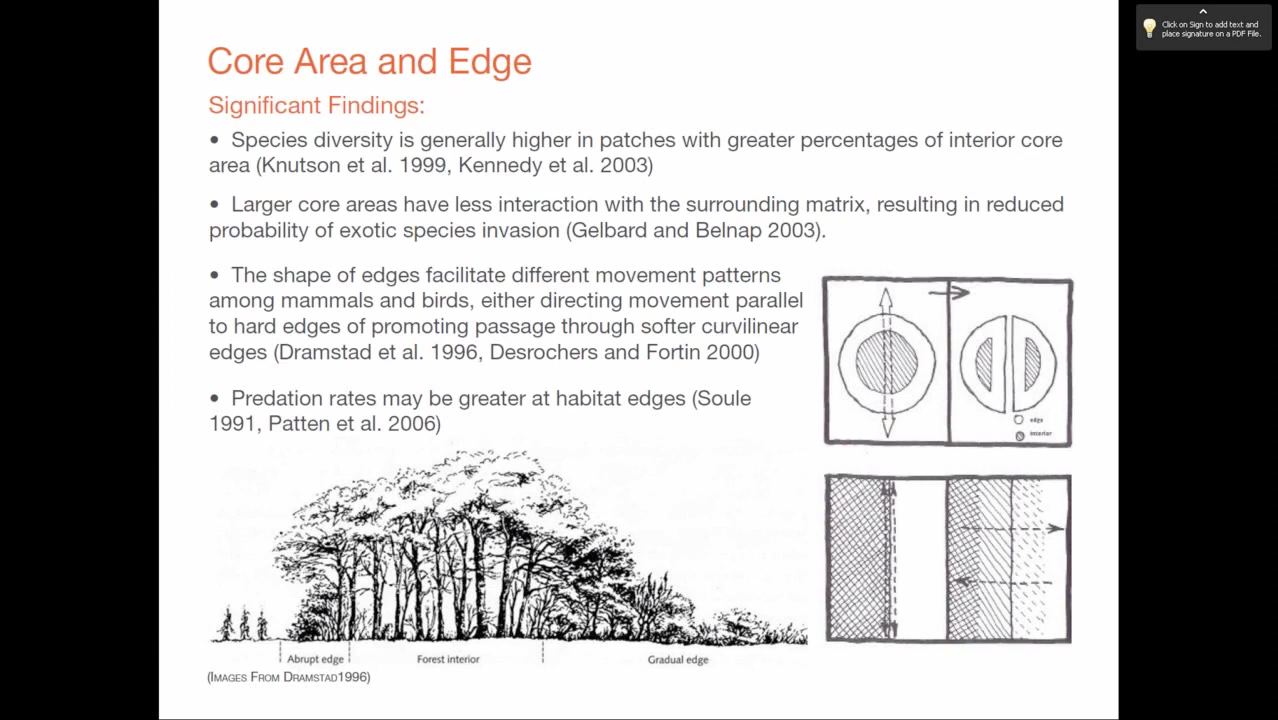 Click on Sign to add text and
place signature on a PDF File.
Core Area and Edge
Significant Findings:
• Species diversity is generally higher in patches with greater percentages of interior core
area (Knutson et al. 1999, Kennedy et al. 2003)
• Larger core areas have less interaction with the surrounding matrix, resulting in reduced
probability of exotic species invasion (Gelbard and Belnap 2003).
• The shape of edges facilitate different movement patterns
among mammals and birds, either directing movement parallel
to hard edges of promoting passage through softer curvilinear
edges (Dramstad et al. 1996, Desrochers and Fortin 2000)
• Predation rates may be greater at habitat edges (Soule
1991, Patten et al. 2006)
edge
interior
Abrupt edge
Forest interior
Gradual edge
(Images From Dramstad1996)